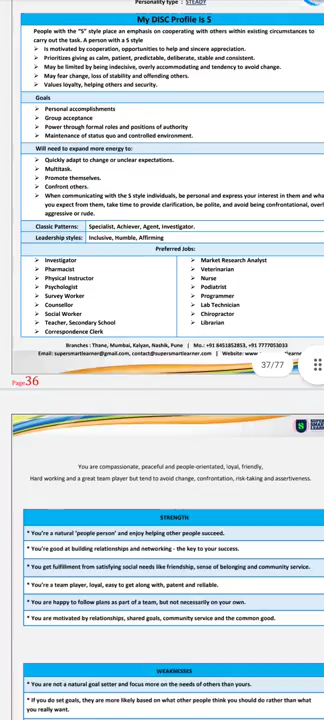 Personality type : STEADY
My DISC Profile Is S
People with the "S" style place an emphasis on cooperating with others within existing circumstances to
carry out the task. A person with a S style
➢ Is motivated by cooperation, opportunities to help and sincere appreciation.
➢ Prioritizes giving as calm, patient, predictable, deliberate, stable and consistent.
➢ May be limited by being indecisive, overly accommodating and tendency to avoid change.
➢ May fear change, loss of stability and offending others.
➢ Values loyalty, helping others and security.
Goals
➢ Personal accomplishments
➢ Group acceptance
➢ Power through formal roles and positions of authority
➢ Maintenance of status quo and controlled environment.
Will need to expand more energy to:
➢ Quickly adapt to change or unclear expectations.
➢ Multitask.
➢ Promote themselves.
➢ Confront others.
➢ When communicating with the S style individuals, be personal and express your interest in them and wha
you expect from them, take time to provide clarification, be polite, and avoid being confrontational, overl
aggressive or rude.
Classic Patterns: Specialist, Achiever, Agent, Investigator.
Leadership styles: Inclusive, Humble, Affirming
Preferred Jobs:
➢ Investigator
➢ Pharmacist
➢ Physical Instructor
➢ Psychologist
➢ Survey Worker
➢ Counsellor
➢ Social Worker
➢ Teacher, Secondary School
➢ Correspondence Clerk
➢ Market Research Analyst
➢ Veterinarian
➢ Nurse
➢ Podiatrist
➢ Programmer
➢ Lab Technician
➢ Chiropractor
➢ Librarian
Branches : Thane, Mumbai, Kalyan, Nashik, Pune | Mo.: +91 8451852853, +91 7777053033
Email: supersmartlearner@gmail.com, contact@supersmartlearner.com | Website: www
37/77
Page36
S
You are compassionate, peaceful and people-orientated, loyal, friendly,
Hard working and a great team player but tend to avoid change, confrontation, risk-taking and assertiveness.
STRENGTH
* You're a natural 'people person' and enjoy helping other people succeed.
* You're good at building relationships and networking - the key to your success.
* You get fulfillment from satisfying social needs like friendship, sense of belonging and community service.
* You're a team player, loyal, easy to get along with, patent and reliable.
* You are happy to follow plans as part of a team, but not necessarily on your own.
* You are motivated by relationships, shared goals, community service and the common good.
WEAKNESSES
* You are not a natural goal setter and focus more on the needs of others than yours.
* If you do set goals, they are more likely based on what other people think you should do rather than what
you really want.